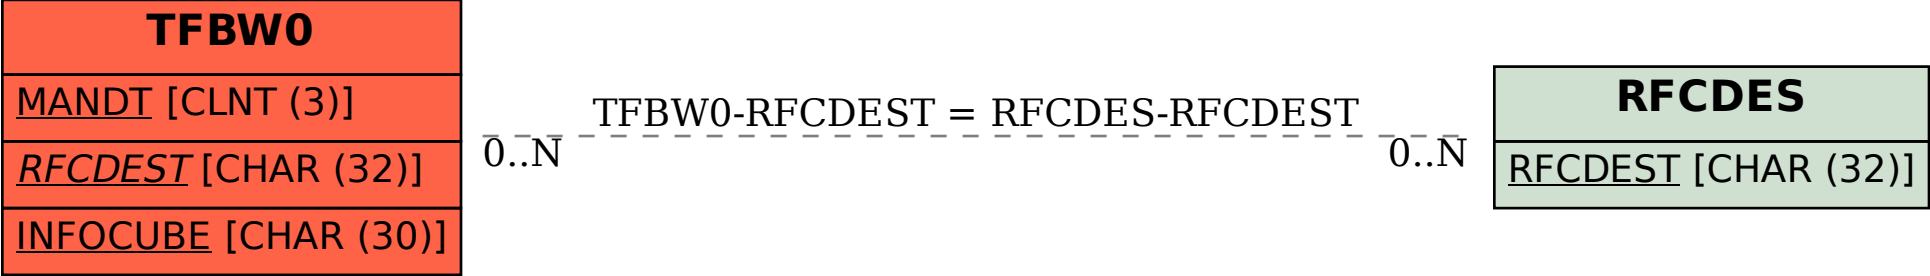 TFBW0
MANDT [CLNT (3)]
RFCDEST [CHAR (32)]
INFOCUBE [CHAR (30)]
TFBW0-RFCDEST = RFCDES-RFCDEST
0..N
0..N
RFCDES
RFCDEST [CHAR (32)]